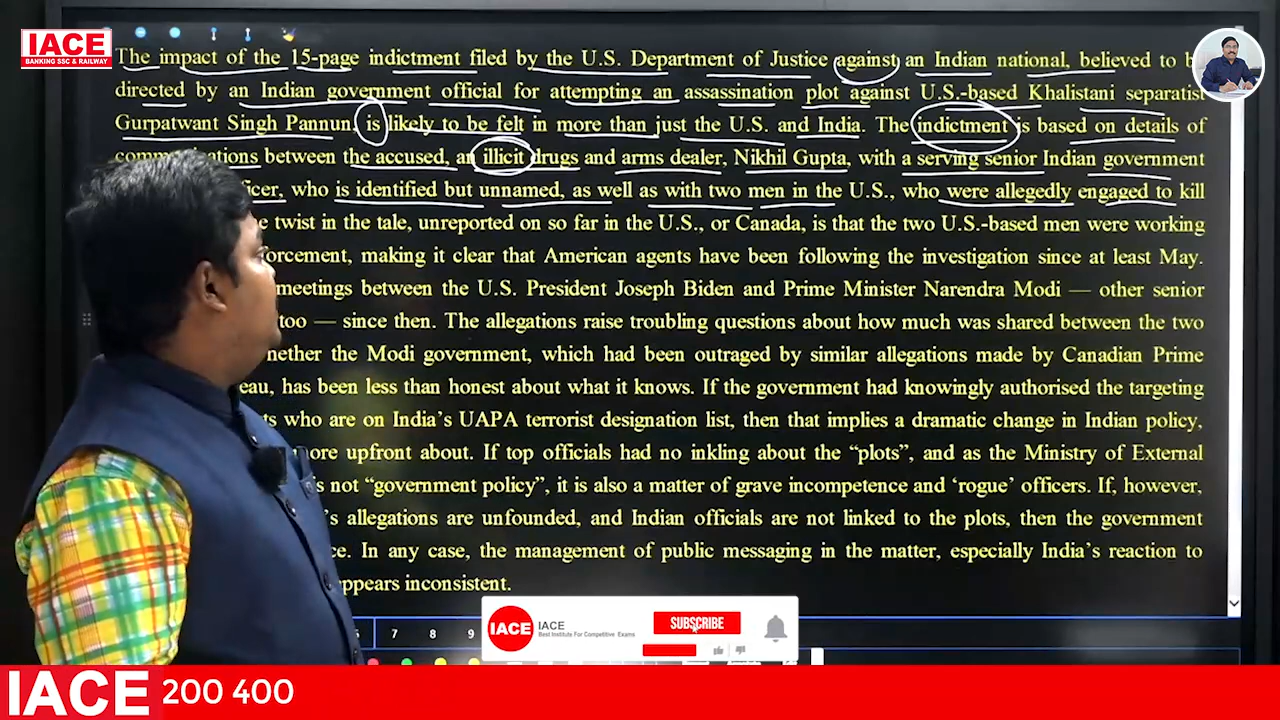 IACE
BANKING SSC & RAILWAY
The impact of the 15-page indictment filed by the U.S. Department of Justice against an Indian national, believed to b
directed by an Indian government official for attempting an assassination plot against U.S.-based Khalistani separatist
Gurpatwant Singh Pannun, is likely to be felt in more than just the U.S. and India. The indictment is based on details of
between the accused, an illicit drugs and arms dealer, Nikhil Gupta, with a serving senior Indian government
icer, who is identified but unnamed, as well as with two men in the U.S., who were allegedly engaged to kill
e twist in the tale, unreported on so far in the U.S., or Canada, is that the two U.S.-based men were working
forcement, making it clear that American agents have been following the investigation since at least May.
meetings between the U.S. President Joseph Biden and Prime Minister Narendra Modi — other senior
too — since then. The allegations raise troubling questions about how much was shared between the two
hether the Modi government, which had been outraged by similar allegations made by Canadian Prime
eau, has been less than honest about what it knows. If the government had knowingly authorised the targeting
ts who are on India's UAPA terrorist designation list, then that implies a dramatic change in Indian policy,
more upfront about. If top officials had no inkling about the “plots”, and as the Ministry of External
s not “government policy”, it is also a matter of grave incompetence and ‘rogue’ officers. If, however,
's allegations are unfounded, and Indian officials are not linked to the plots, then the government
ce. In any case, the management of public messaging in the matter, especially India's reaction to
appears inconsistent.
7 8 9
IACE
IACE
Best Institute For Competitive Exams
SUBSCRIBE
IACE 200 400